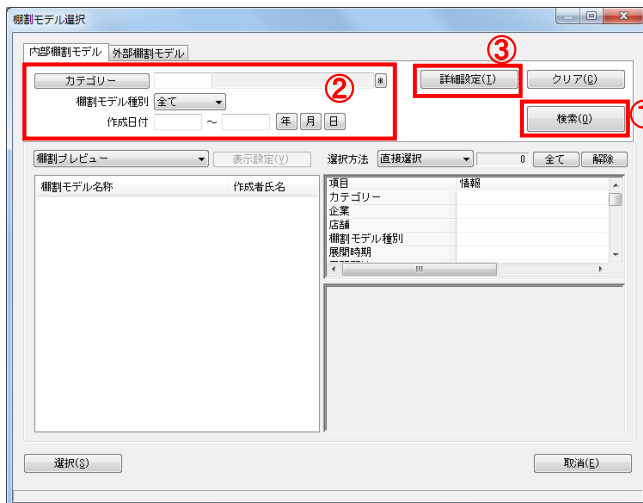 棚割モデル選択
内部棚割モデル 外部棚割モデル
③
カテゴリー * ② 詳細設定(I) クリア(C)
棚割モデル種別 全て
検索(Q) ①
作成日付 ～ 年 月 日
棚割プレビュー 表示設定(V) 選択方法 直接選択 0 全て 解除
棚割モデル名称 作成者氏名 項目 情報
カテゴリー
企業
店舗
棚割モデル種別
展開時期
選択(S) 取消(E)